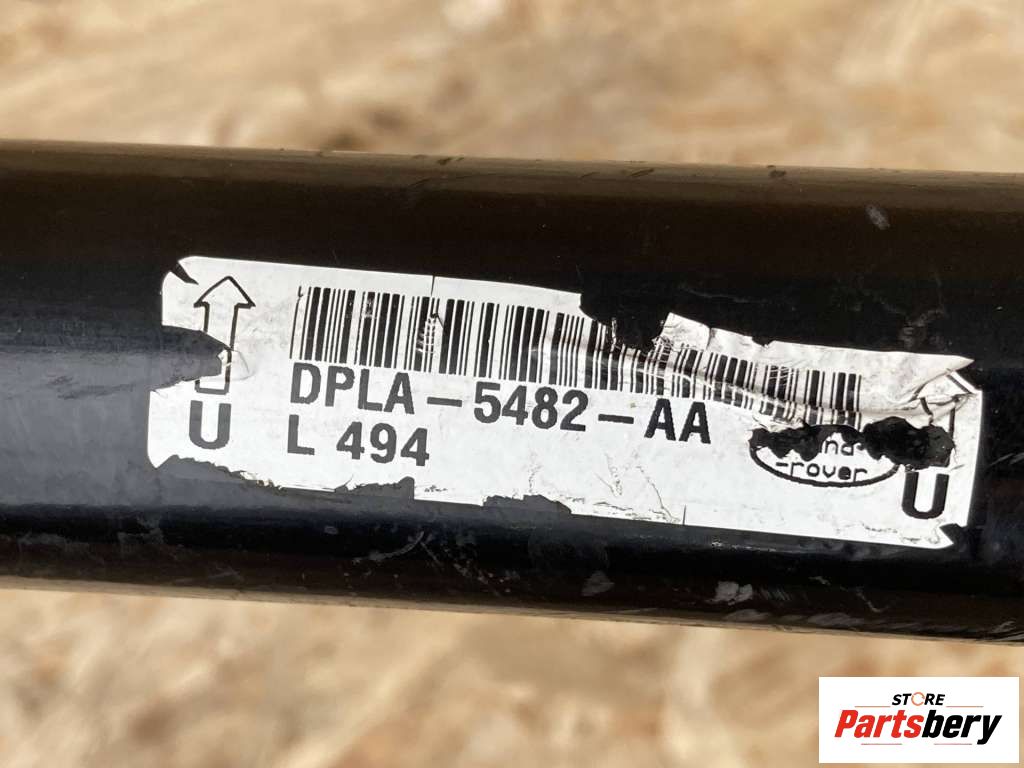 DPLA-5482-AA
L 494
U
-rover
U
STORE
Partsbery